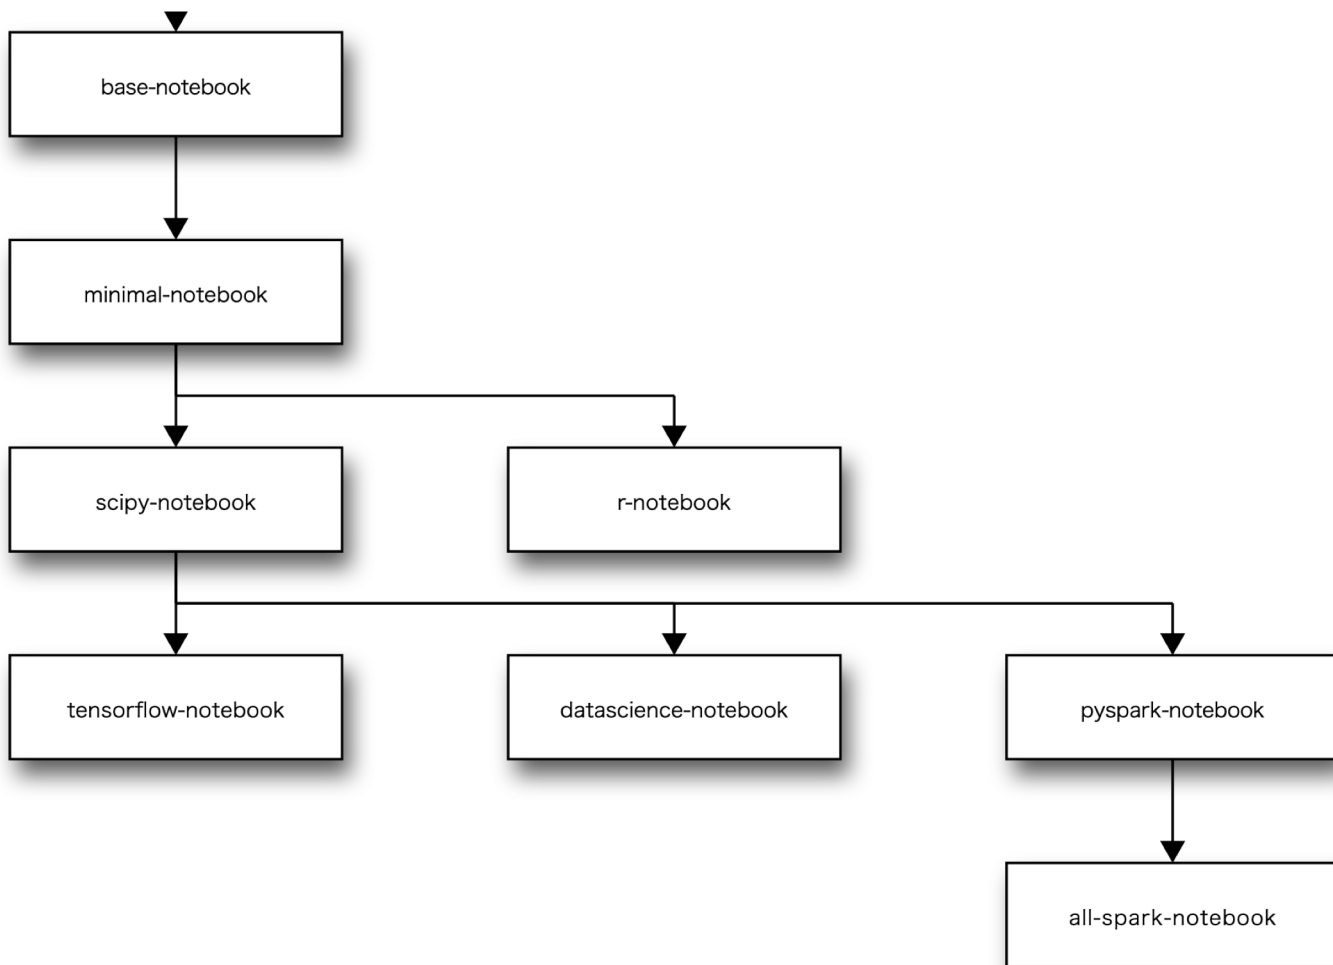 base-notebook
minimal-notebook
scipy-notebook
r-notebook
tensorflow-notebook
datascience-notebook
pyspark-notebook
all-spark-notebook